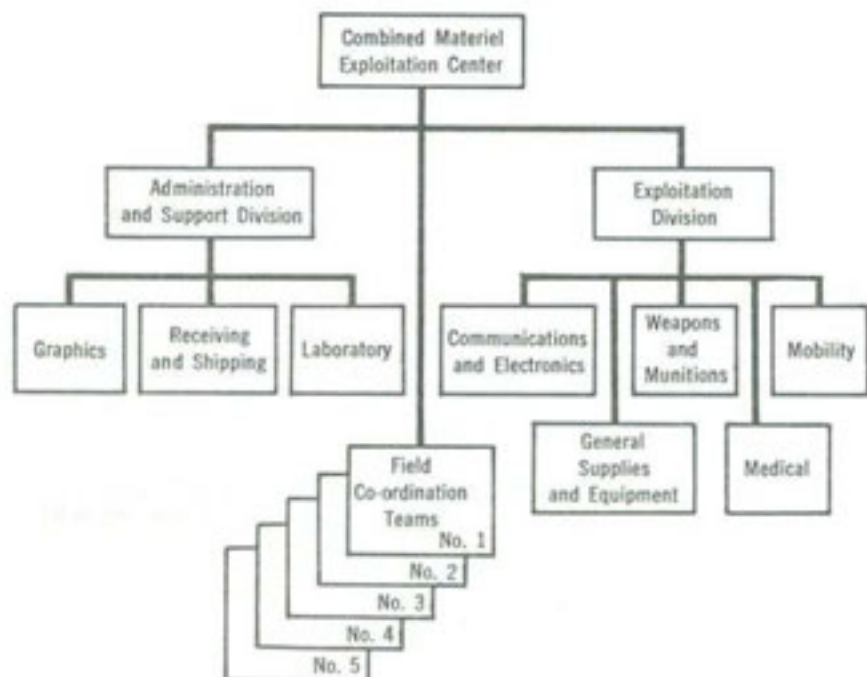 Combined Materiel
Exploitation Center
Administration
and Support Division
Exploitation
Division
Graphics
Receiving
and Shipping
Laboratory
Communications
and Electronics
Weapons
and
Munitions
Mobility
General
Supplies
and Equipment
Medical
Field
Co-ordination
Teams
No. 1
No. 2
No. 3
No. 4
No. 5